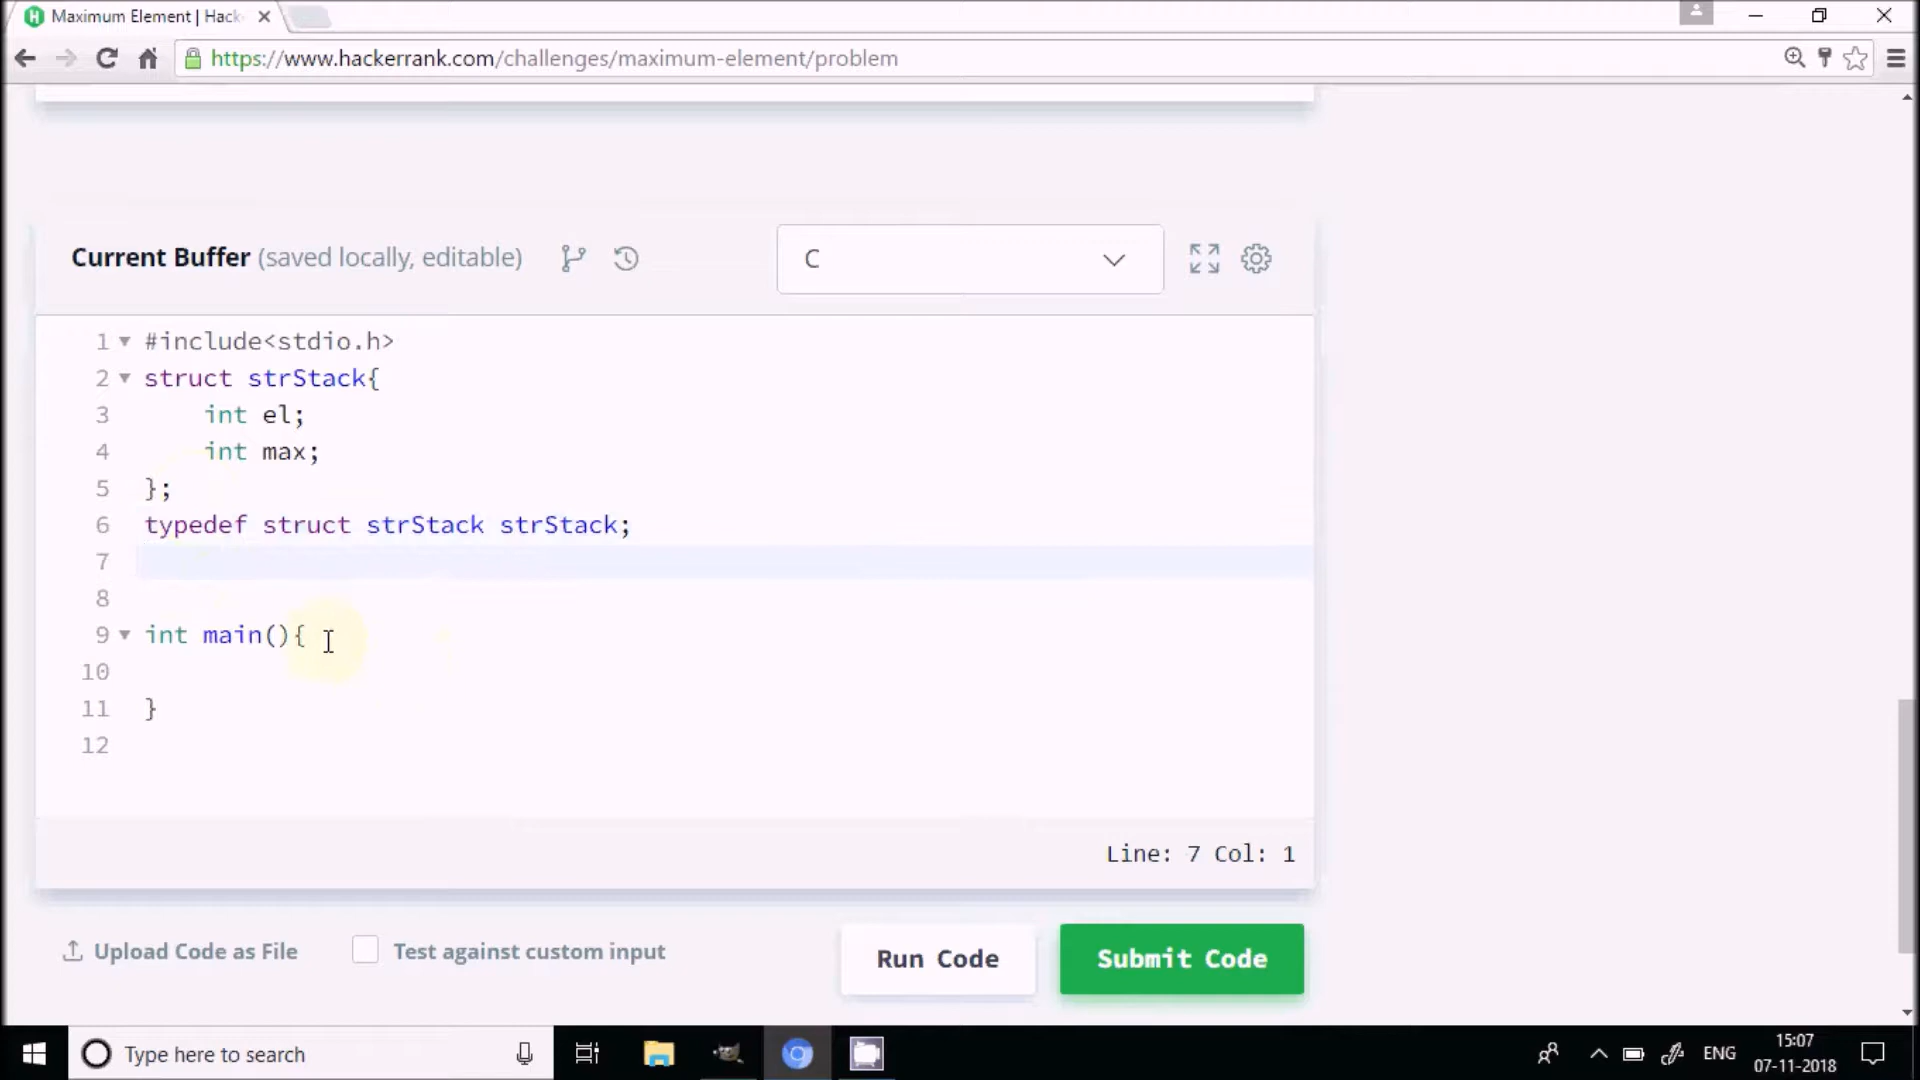 Maximum Element | Hack
https://www.hackerrank.com/challenges/maximum-element/problem
Current Buffer (saved locally, editable)
C
1 #include<stdio.h>
2 struct strStack{
3 int el;
4 int max;
5 };
6 typedef struct strStack strStack;
7
8
9 int main(){
10
11 }
12
Line: 7 Col: 1
Upload Code as File
Test against custom input
Run Code
Submit Code
Type here to search
ENG
15:07
07-11-2018